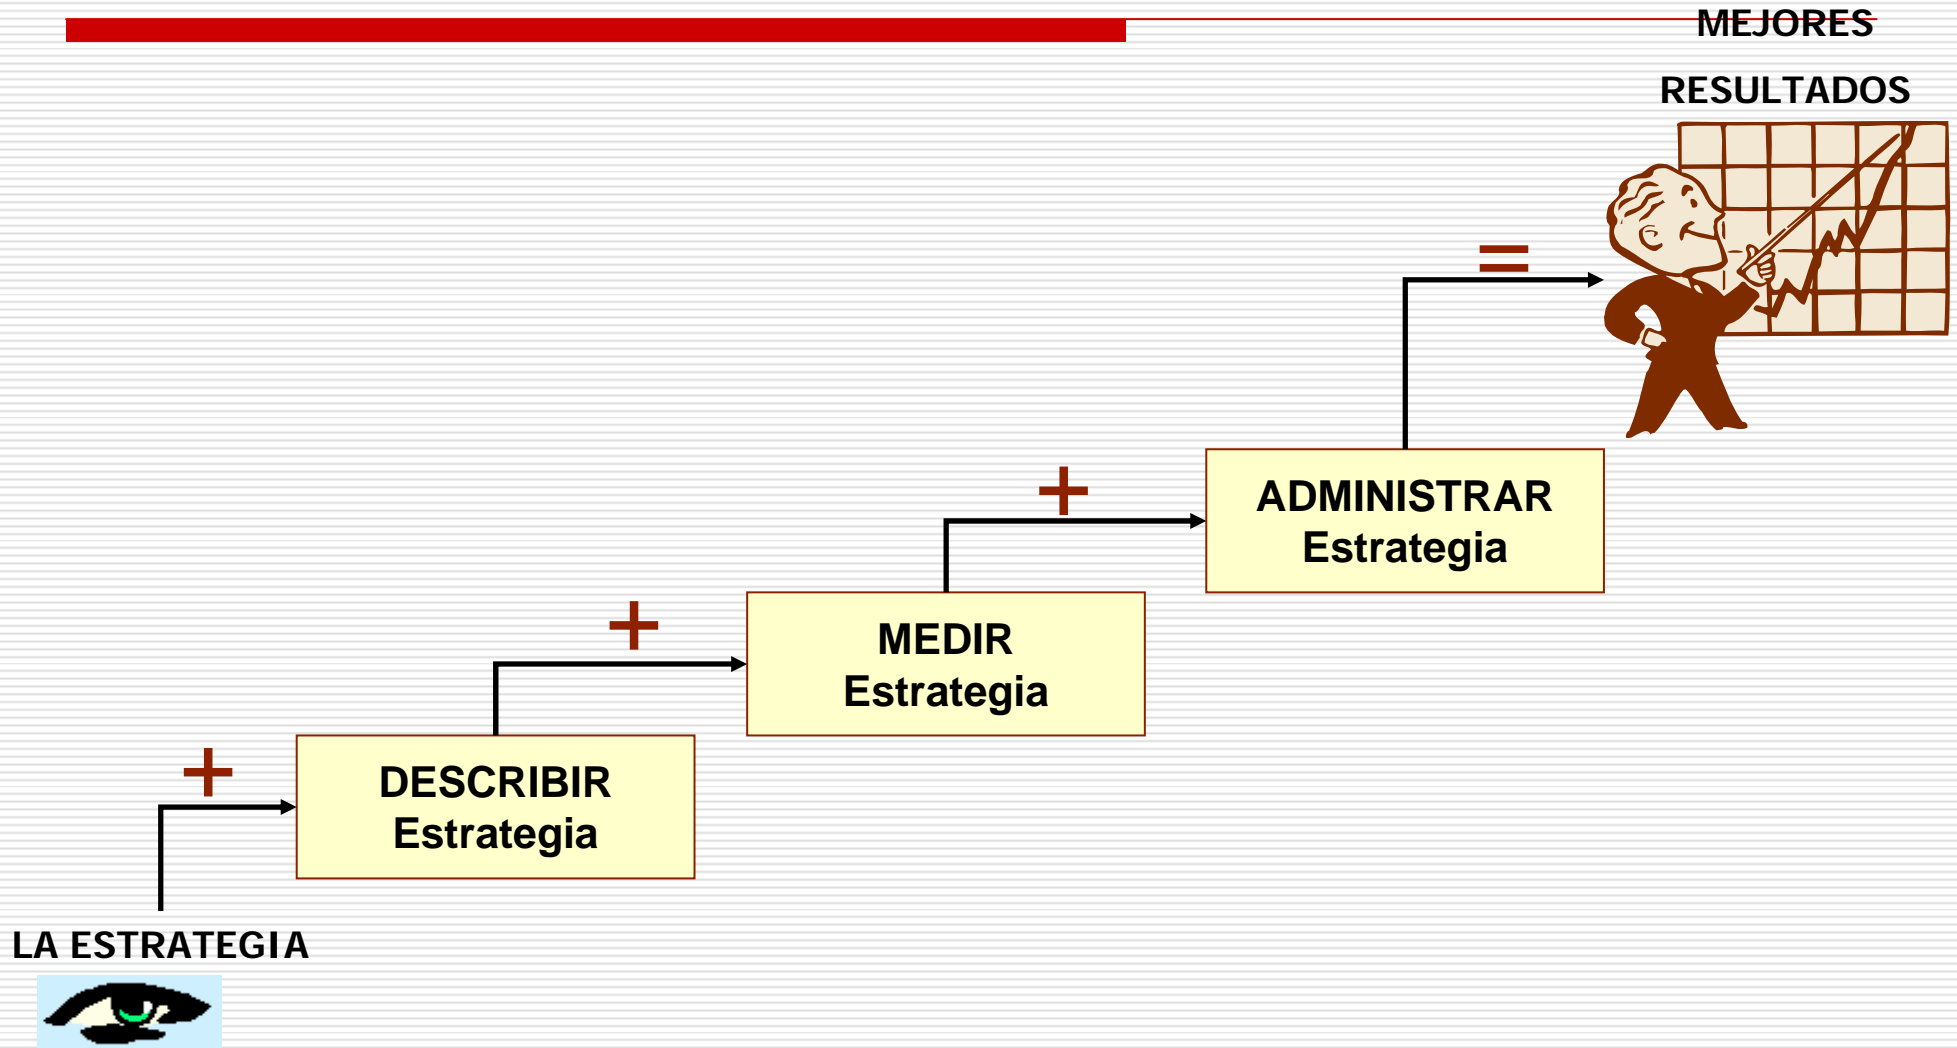 MEJORES
RESULTADOS
=
+
ADMINISTRAR
Estrategia
+
MEDIR
Estrategia
+
DESCRIBIR
Estrategia
LA ESTRATEGIA